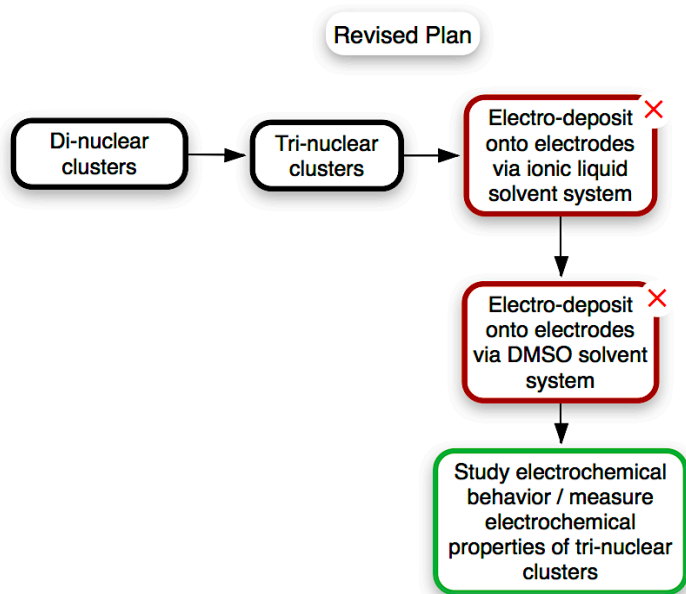 Revised Plan
Di-nuclear
clusters
Tri-nuclear
clusters
Electro-deposit
onto electrodes
via ionic liquid
solvent system
Electro-deposit
onto electrodes
via DMSO solvent
system
Study electrochemical
behavior / measure
electrochemical
properties of tri-nuclear
clusters